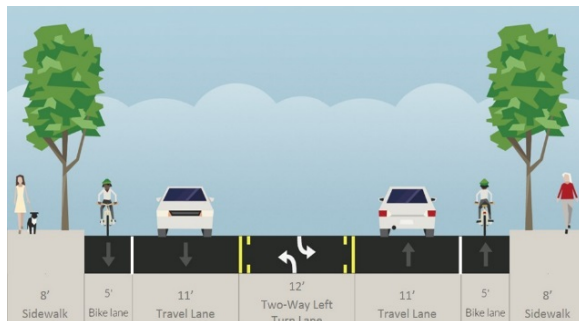 8'
Sidewalk
5'
Bike lane
11'
Travel Lane
12'
Two-Way Left
Turn Lane
11'
Travel Lane
5'
Bike lane
8'
Sidewalk